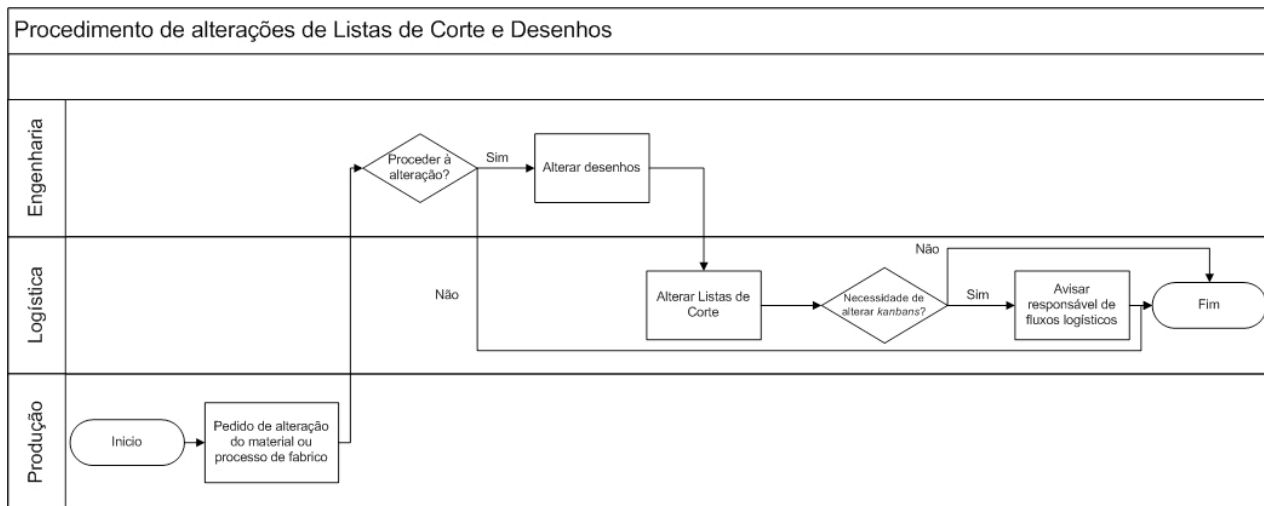 Procedimento de alterações de Listas de Corte e Desenhos
Engenharia
Proceder à
alteração?
Sim
Alterar desenhos
Logística
Não
Alterar Listas de
Corte
Necessidade de
alterar kanbans?
Não
Sim
Avisar
responsável de
fluxos logísticos
Fim
Produção
Inicio
Pedido de alteração
do material ou
processo de fabrico